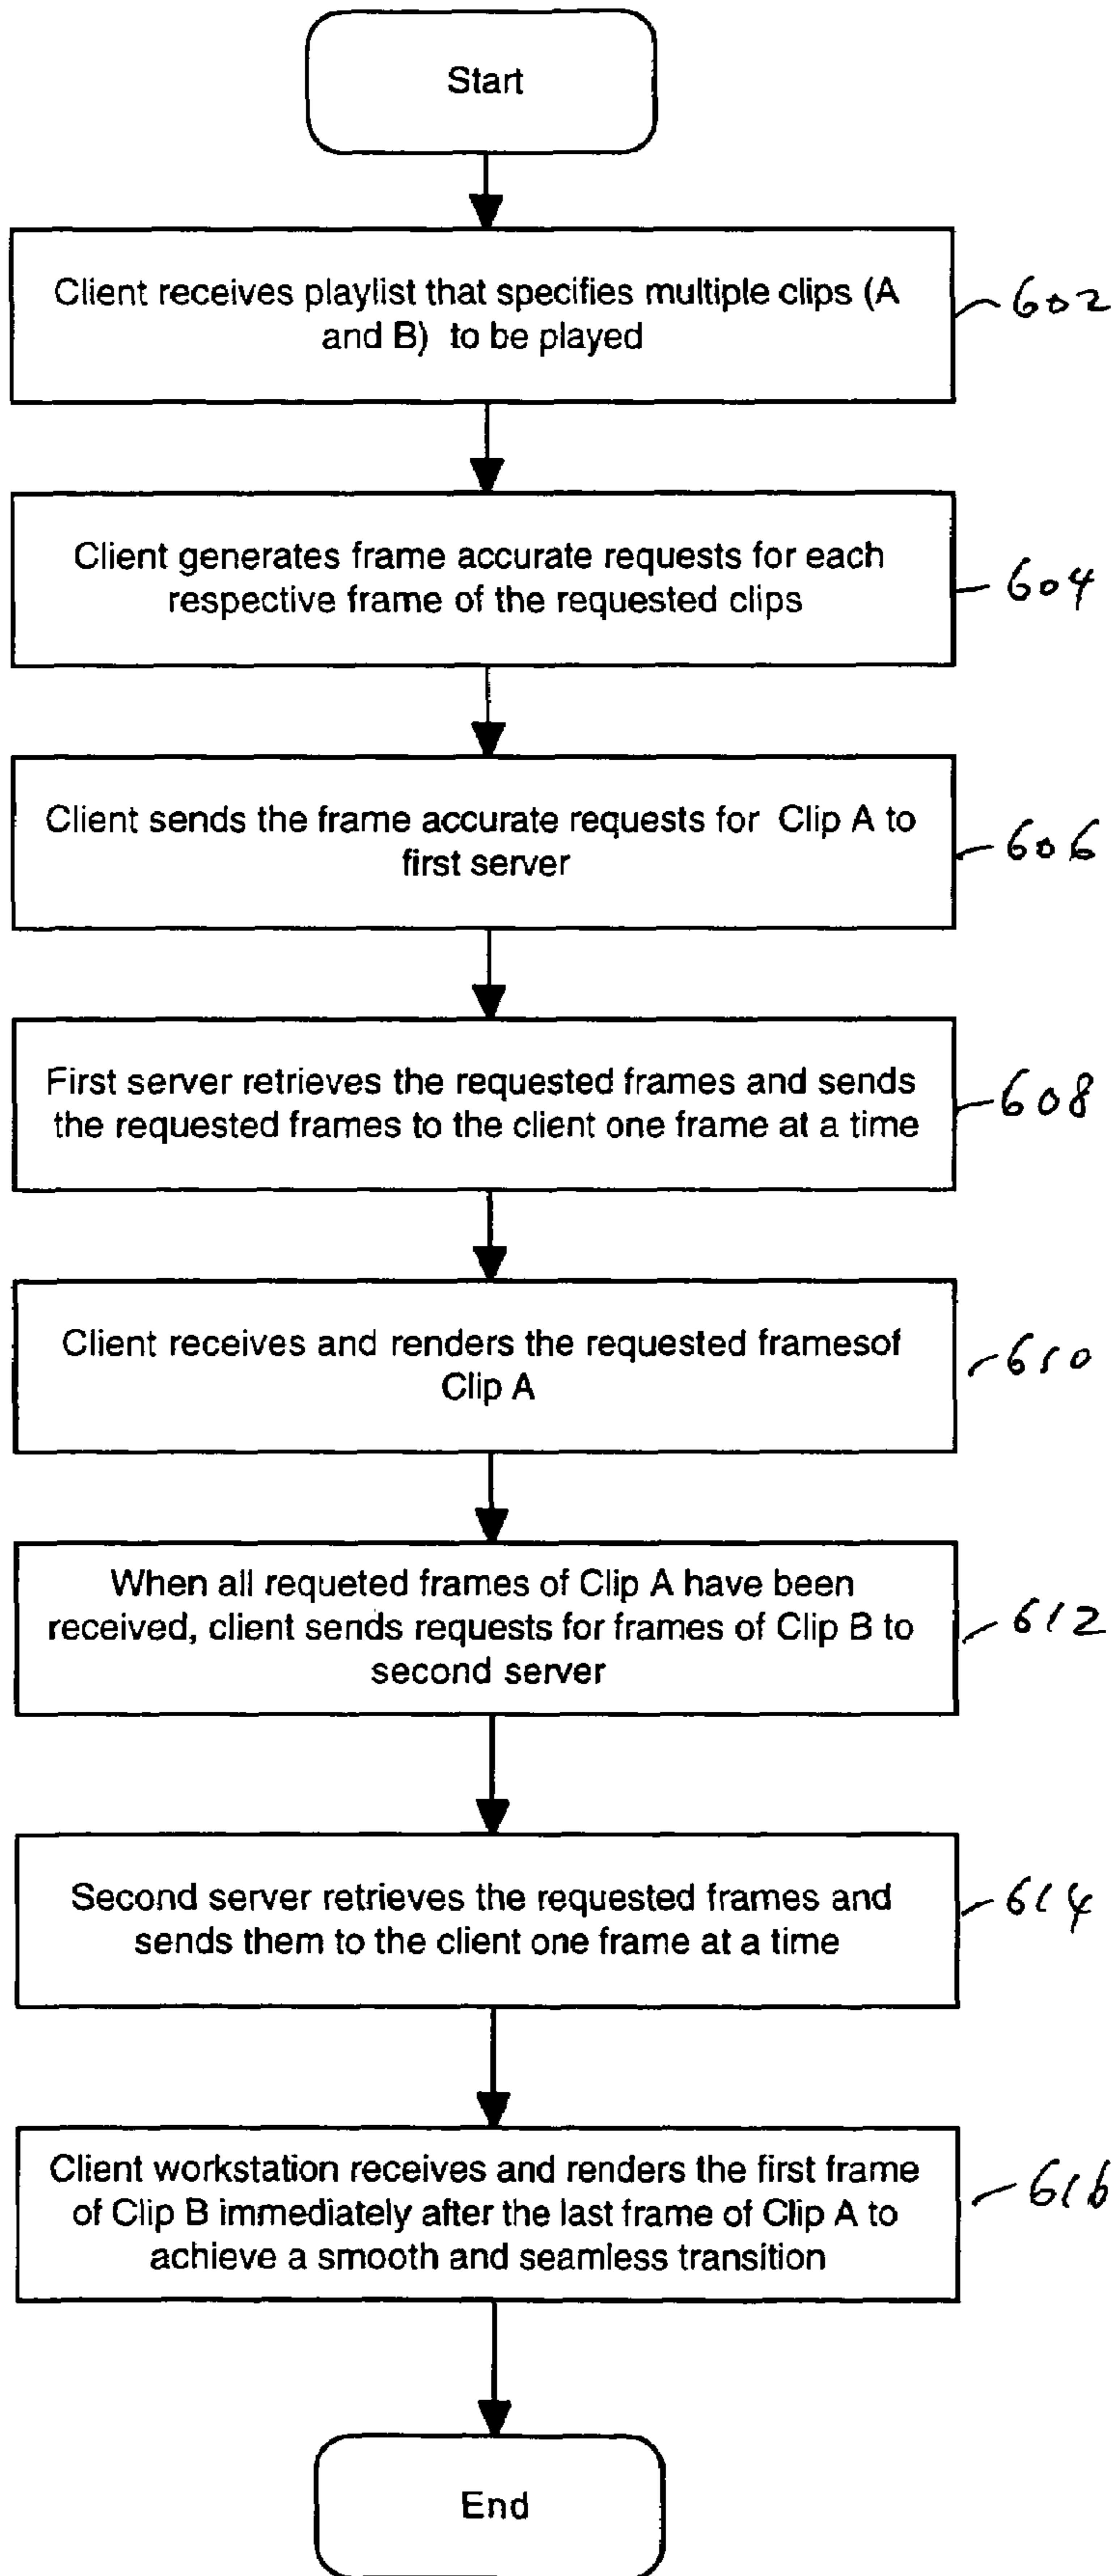 Start
Client receives playlist that specifies multiple clips (A
and B) to be played
602
Client generates frame accurate requests for each
respective frame of the requested clips
604
Client sends the frame accurate requests for Clip A to
first server
606
First server retrieves the requested frames and sends
the requested frames to the client one frame at a time
608
Client receives and renders the requested framesof
Clip A
610
When all requeted frames of Clip A have been
received, client sends requests for frames of Clip B to
second server
612
Second server retrieves the requested frames and
sends them to the client one frame at a time
614
Client workstation receives and renders the first frame
of Clip B immediately after the last frame of Clip A to
achieve a smooth and seamless transition
616
End